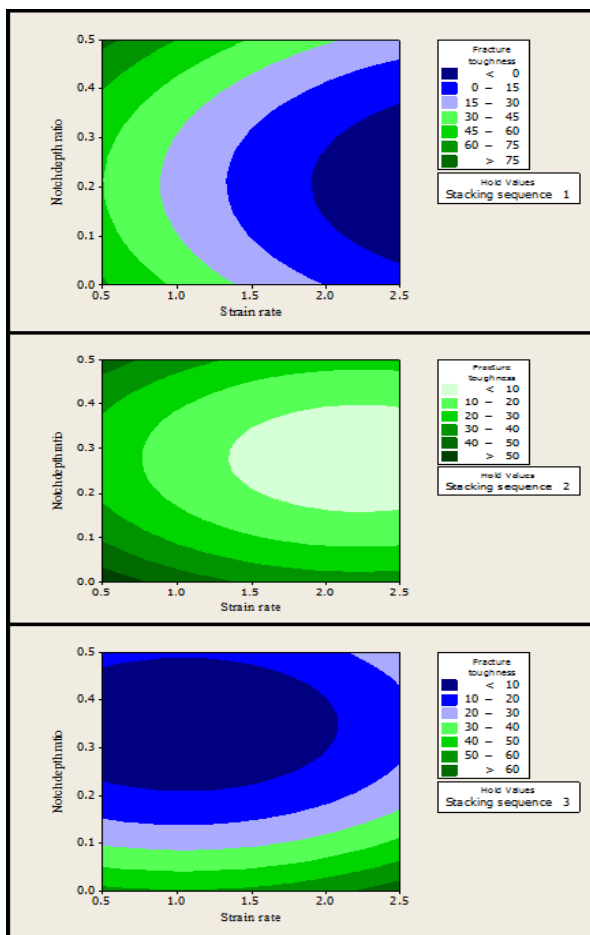 Fracture
toughness
< 0
0 – 15
15 – 30
30 – 45
45 – 60
60 – 75
> 75
Hold Values
Stacking sequence 1
0.5
0.4
0.3
0.2
0.1
0.0
Notchdepth ratio
0.5 1.0 1.5 2.0 2.5
Strain rate
Fracture
toughness
< 10
10 – 20
20 – 30
30 – 40
40 – 50
> 50
Hold Values
Stacking sequence 2
0.5
0.4
0.3
0.2
0.1
0.0
Notchdepth ratio
0.5 1.0 1.5 2.0 2.5
Strain rate
Fracture
toughness
< 10
10 – 20
20 – 30
30 – 40
40 – 50
50 – 60
> 60
Hold Values
Stacking sequence 3
0.5
0.4
0.3
0.2
0.1
0.0
Notchdepth ratio
0.5 1.0 1.5 2.0 2.5
Strain rate